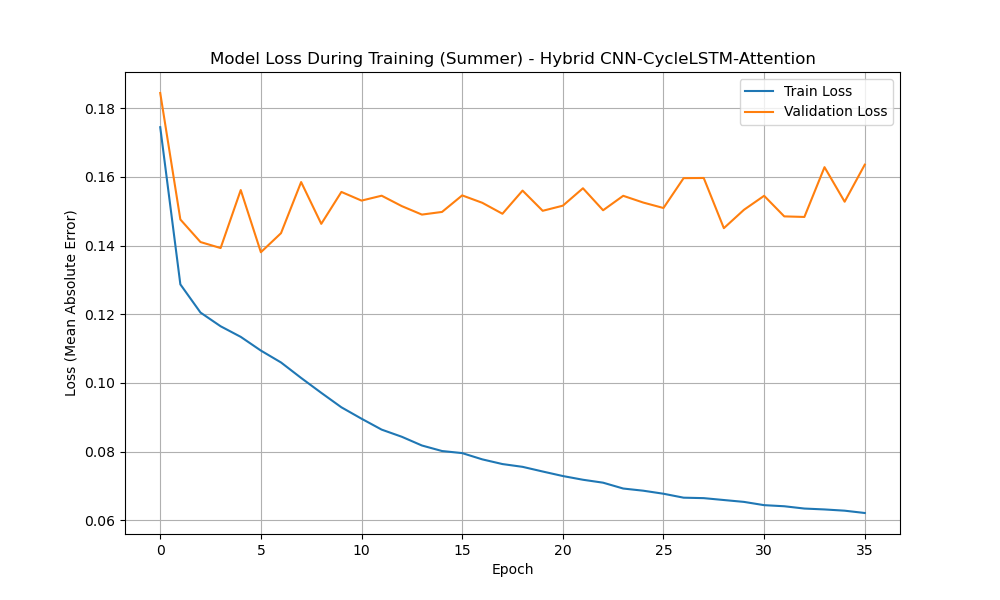 Model Loss During Training (Summer) - Hybrid CNN-CycleLSTM-Attention
Train Loss
Validation Loss
Loss (Mean Absolute Error)
0.18
0.16
0.14
0.12
0.10
0.08
0.06
0 5 10 15 20 25 30 35
Epoch